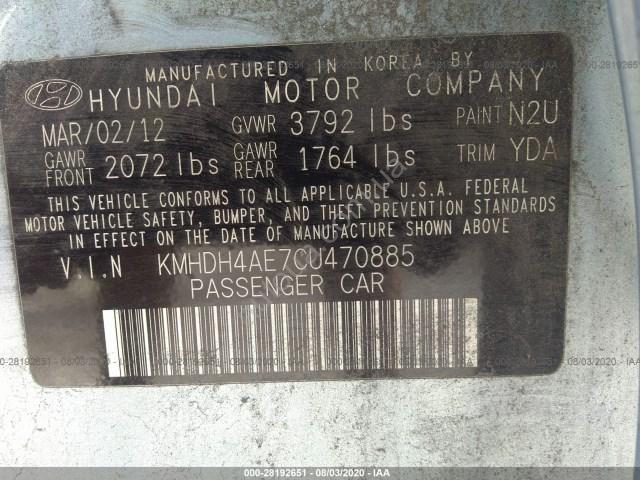 MANUFACTURED IN KOREA BY
HYUNDAI MOTOR COMPANY
MAR/02/12 GVWR 3792 lbs PAINT N2U
GAWR FRONT 2072 lbs GAWR REAR 1764 lbs TRIM YDA
THIS VEHICLE CONFORMS TO ALL APPLICABLE U.S.A. FEDERAL
MOTOR VEHICLE SAFETY, BUMPER, AND THEFT PREVENTION STANDARDS
IN EFFECT ON THE DATE OF MANUFACTURE SHOWN ABOVE
V.I.N KMHDH4AE7CU470885
PASSENGER CAR
000-28192651 - 08/03/2020 - IAA